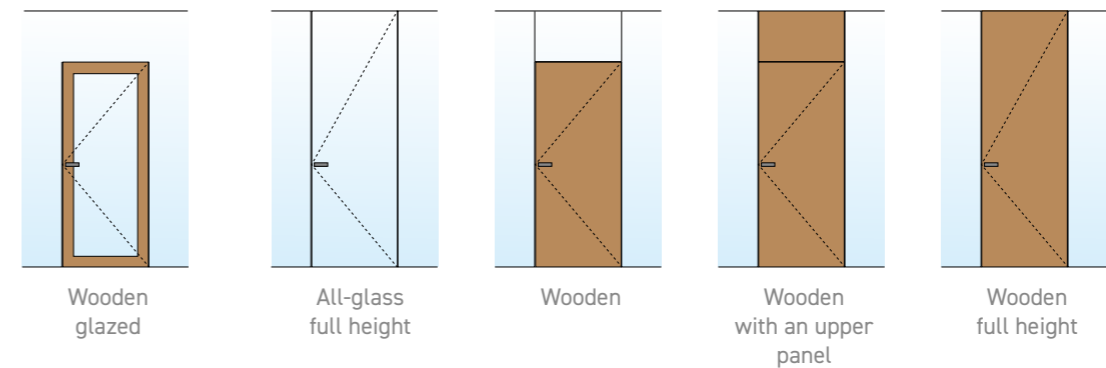 Wooden
glazed
All-glass
full height
Wooden
Wooden
with an upper
panel
Wooden
full height